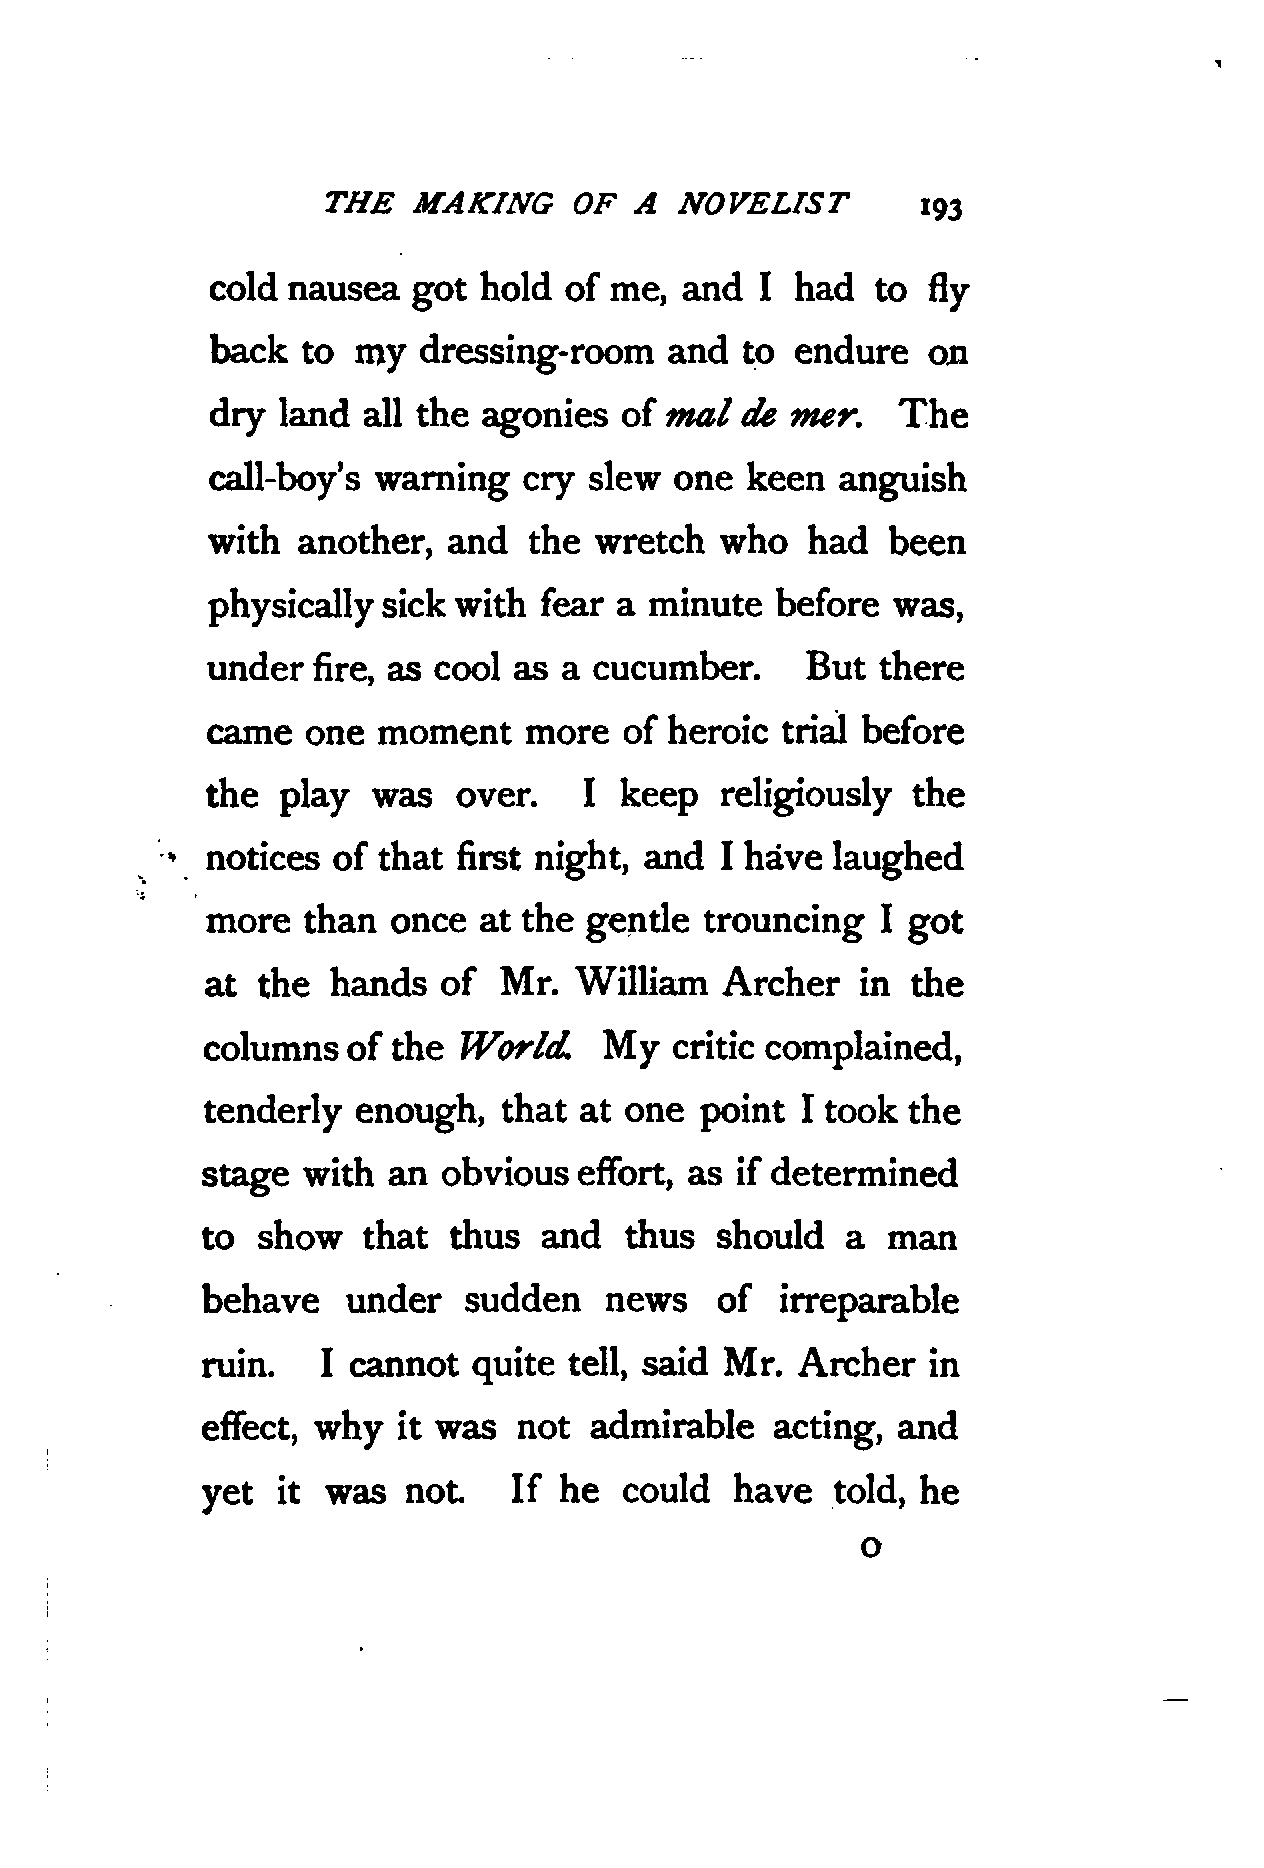 THE MAKING OF A NOVELIST 193
cold nausea got hold of me, and I had to fly
back to my dressing-room and to endure on
dry land all the agonies of mal de mer. The
call-boy's warning cry slew one keen anguish
with another, and the wretch who had been
physically sick with fear a minute before was,
under fire, as cool as a cucumber. But there
came one moment more of heroic trial before
the play was over. I keep religiously the
notices of that first night, and I have laughed
more than once at the gentle trouncing I got
at the hands of Mr. William Archer in the
columns of the World. My critic complained,
tenderly enough, that at one point I took the
stage with an obvious effort, as if determined
to show that thus and thus should a man
behave under sudden news of irreparable
ruin. I cannot quite tell, said Mr. Archer in
effect, why it was not admirable acting, and
yet it was not. If he could have told, he
O